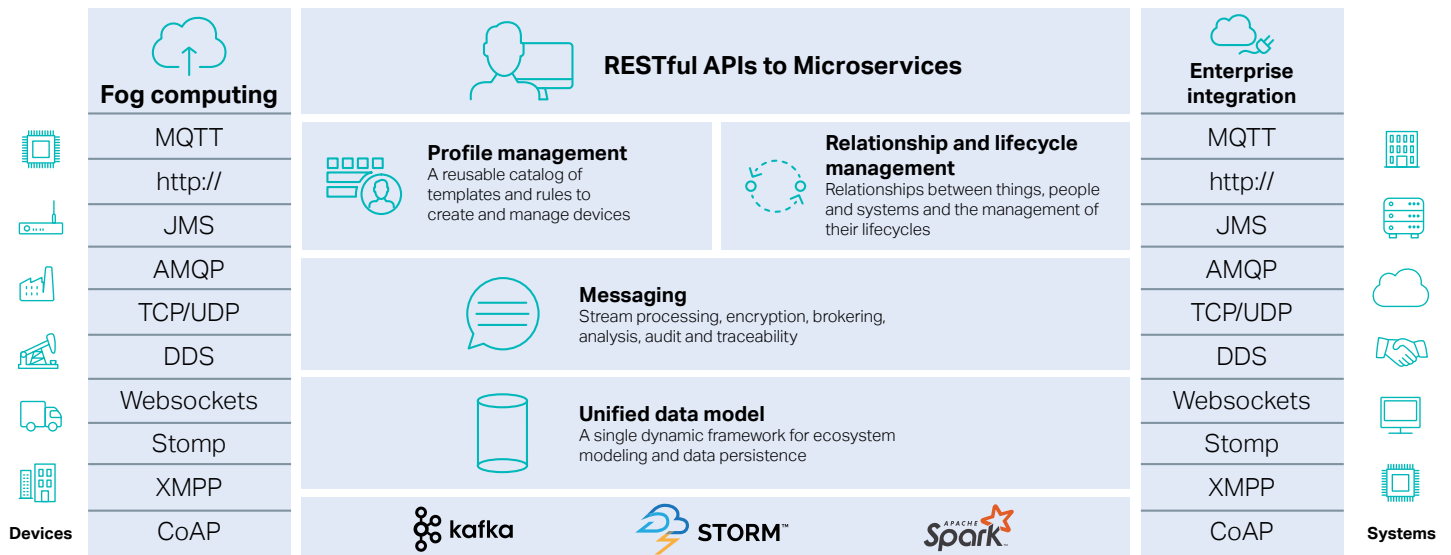 Fog computing
MQTT
http://
JMS
AMQP
TCP/UDP
DDS
Websockets
Stomp
XMPP
CoAP
Devices
RESTful APIs to Microservices
Profile management
A reusable catalog of
templates and rules to
create and manage devices
Relationship and lifecycle
management
Relationships between things, people
and systems and the management of
their lifecycles
Messaging
Stream processing, encryption, brokering,
analysis, audit and traceability
Unified data model
A single dynamic framework for ecosystem
modeling and data persistence
kafka
STORM™
APACHE
Spark™
Enterprise
integration
MQTT
http://
JMS
AMQP
TCP/UDP
DDS
Websockets
Stomp
XMPP
CoAP
Systems